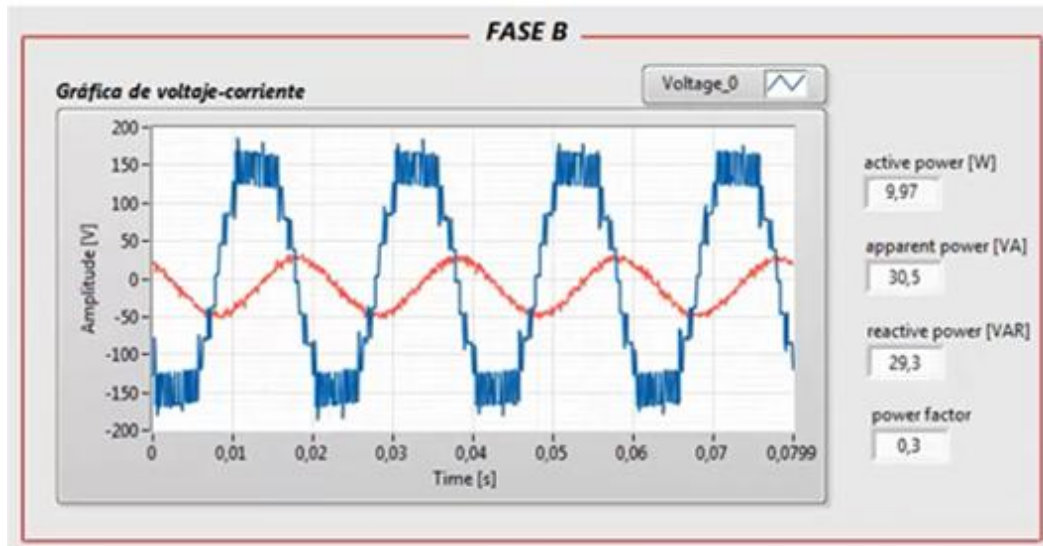 FASE B
Gráfica de voltaje-corriente
Voltage_0
200
150
100
50
0
-50
-100
-150
-200
Amplitude [V]
0 0,01 0,02 0,03 0,04 0,05 0,06 0,07 0,0799
Time [s]
active power [W]
9,97
apparent power [VA]
30,5
reactive power [VAR]
29,3
power factor
0,3